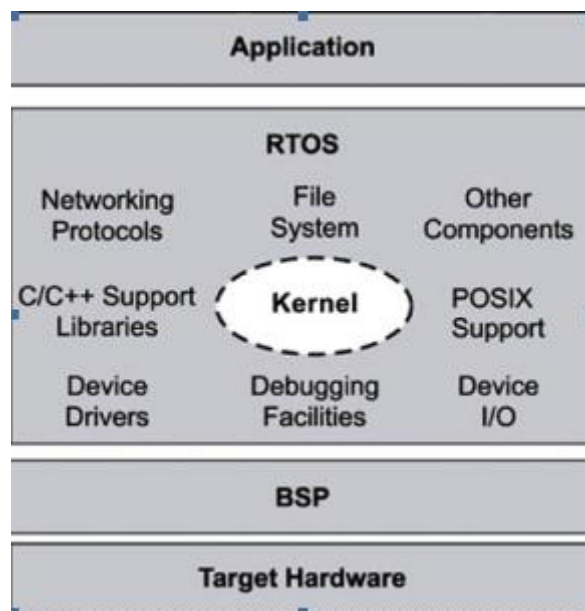 Application
RTOS
Networking
Protocols
File
System
Other
Components
C/C++ Support
Libraries
Kernel
POSIX
Support
Device
Drivers
Debugging
Facilities
Device
I/O
BSP
Target Hardware